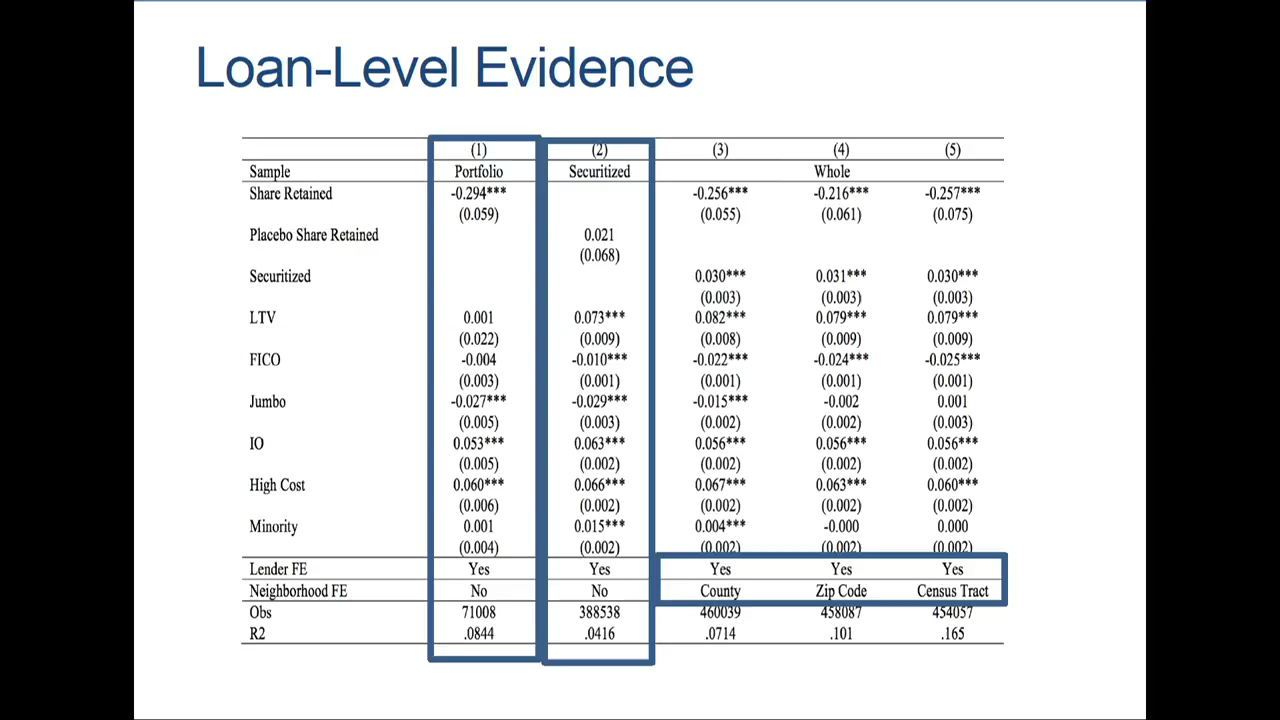 Loan-Level Evidence
(1) (2) (3) (4) (5)
Sample Portfolio Securitized Whole
Share Retained -0.294*** -0.256*** -0.216*** -0.257***
(0.059) (0.055) (0.061) (0.075)
Placebo Share Retained 0.021
(0.068)
Securitized 0.030*** 0.031*** 0.030***
(0.003) (0.003) (0.003)
LTV 0.001 0.073*** 0.082*** 0.079*** 0.079***
(0.022) (0.009) (0.008) (0.009) (0.009)
FICO -0.004 -0.010*** -0.022*** -0.024*** -0.025***
(0.003) (0.001) (0.001) (0.001) (0.001)
Jumbo -0.027*** -0.029*** -0.015*** -0.002 0.001
(0.005) (0.003) (0.002) (0.002) (0.003)
IO 0.053*** 0.063*** 0.056*** 0.056*** 0.056***
(0.005) (0.002) (0.002) (0.002) (0.002)
High Cost 0.060*** 0.066*** 0.067*** 0.063*** 0.060***
(0.006) (0.002) (0.002) (0.002) (0.002)
Minority 0.001 0.015*** 0.004*** -0.000 0.000
(0.004) (0.002) (0.002) (0.002) (0.002)
Lender FE Yes Yes Yes Yes Yes
Neighborhood FE No No County Zip Code Census Tract
Obs 71008 388538 460039 458087 454057
R2 .0844 .0416 .0714 .101 .165